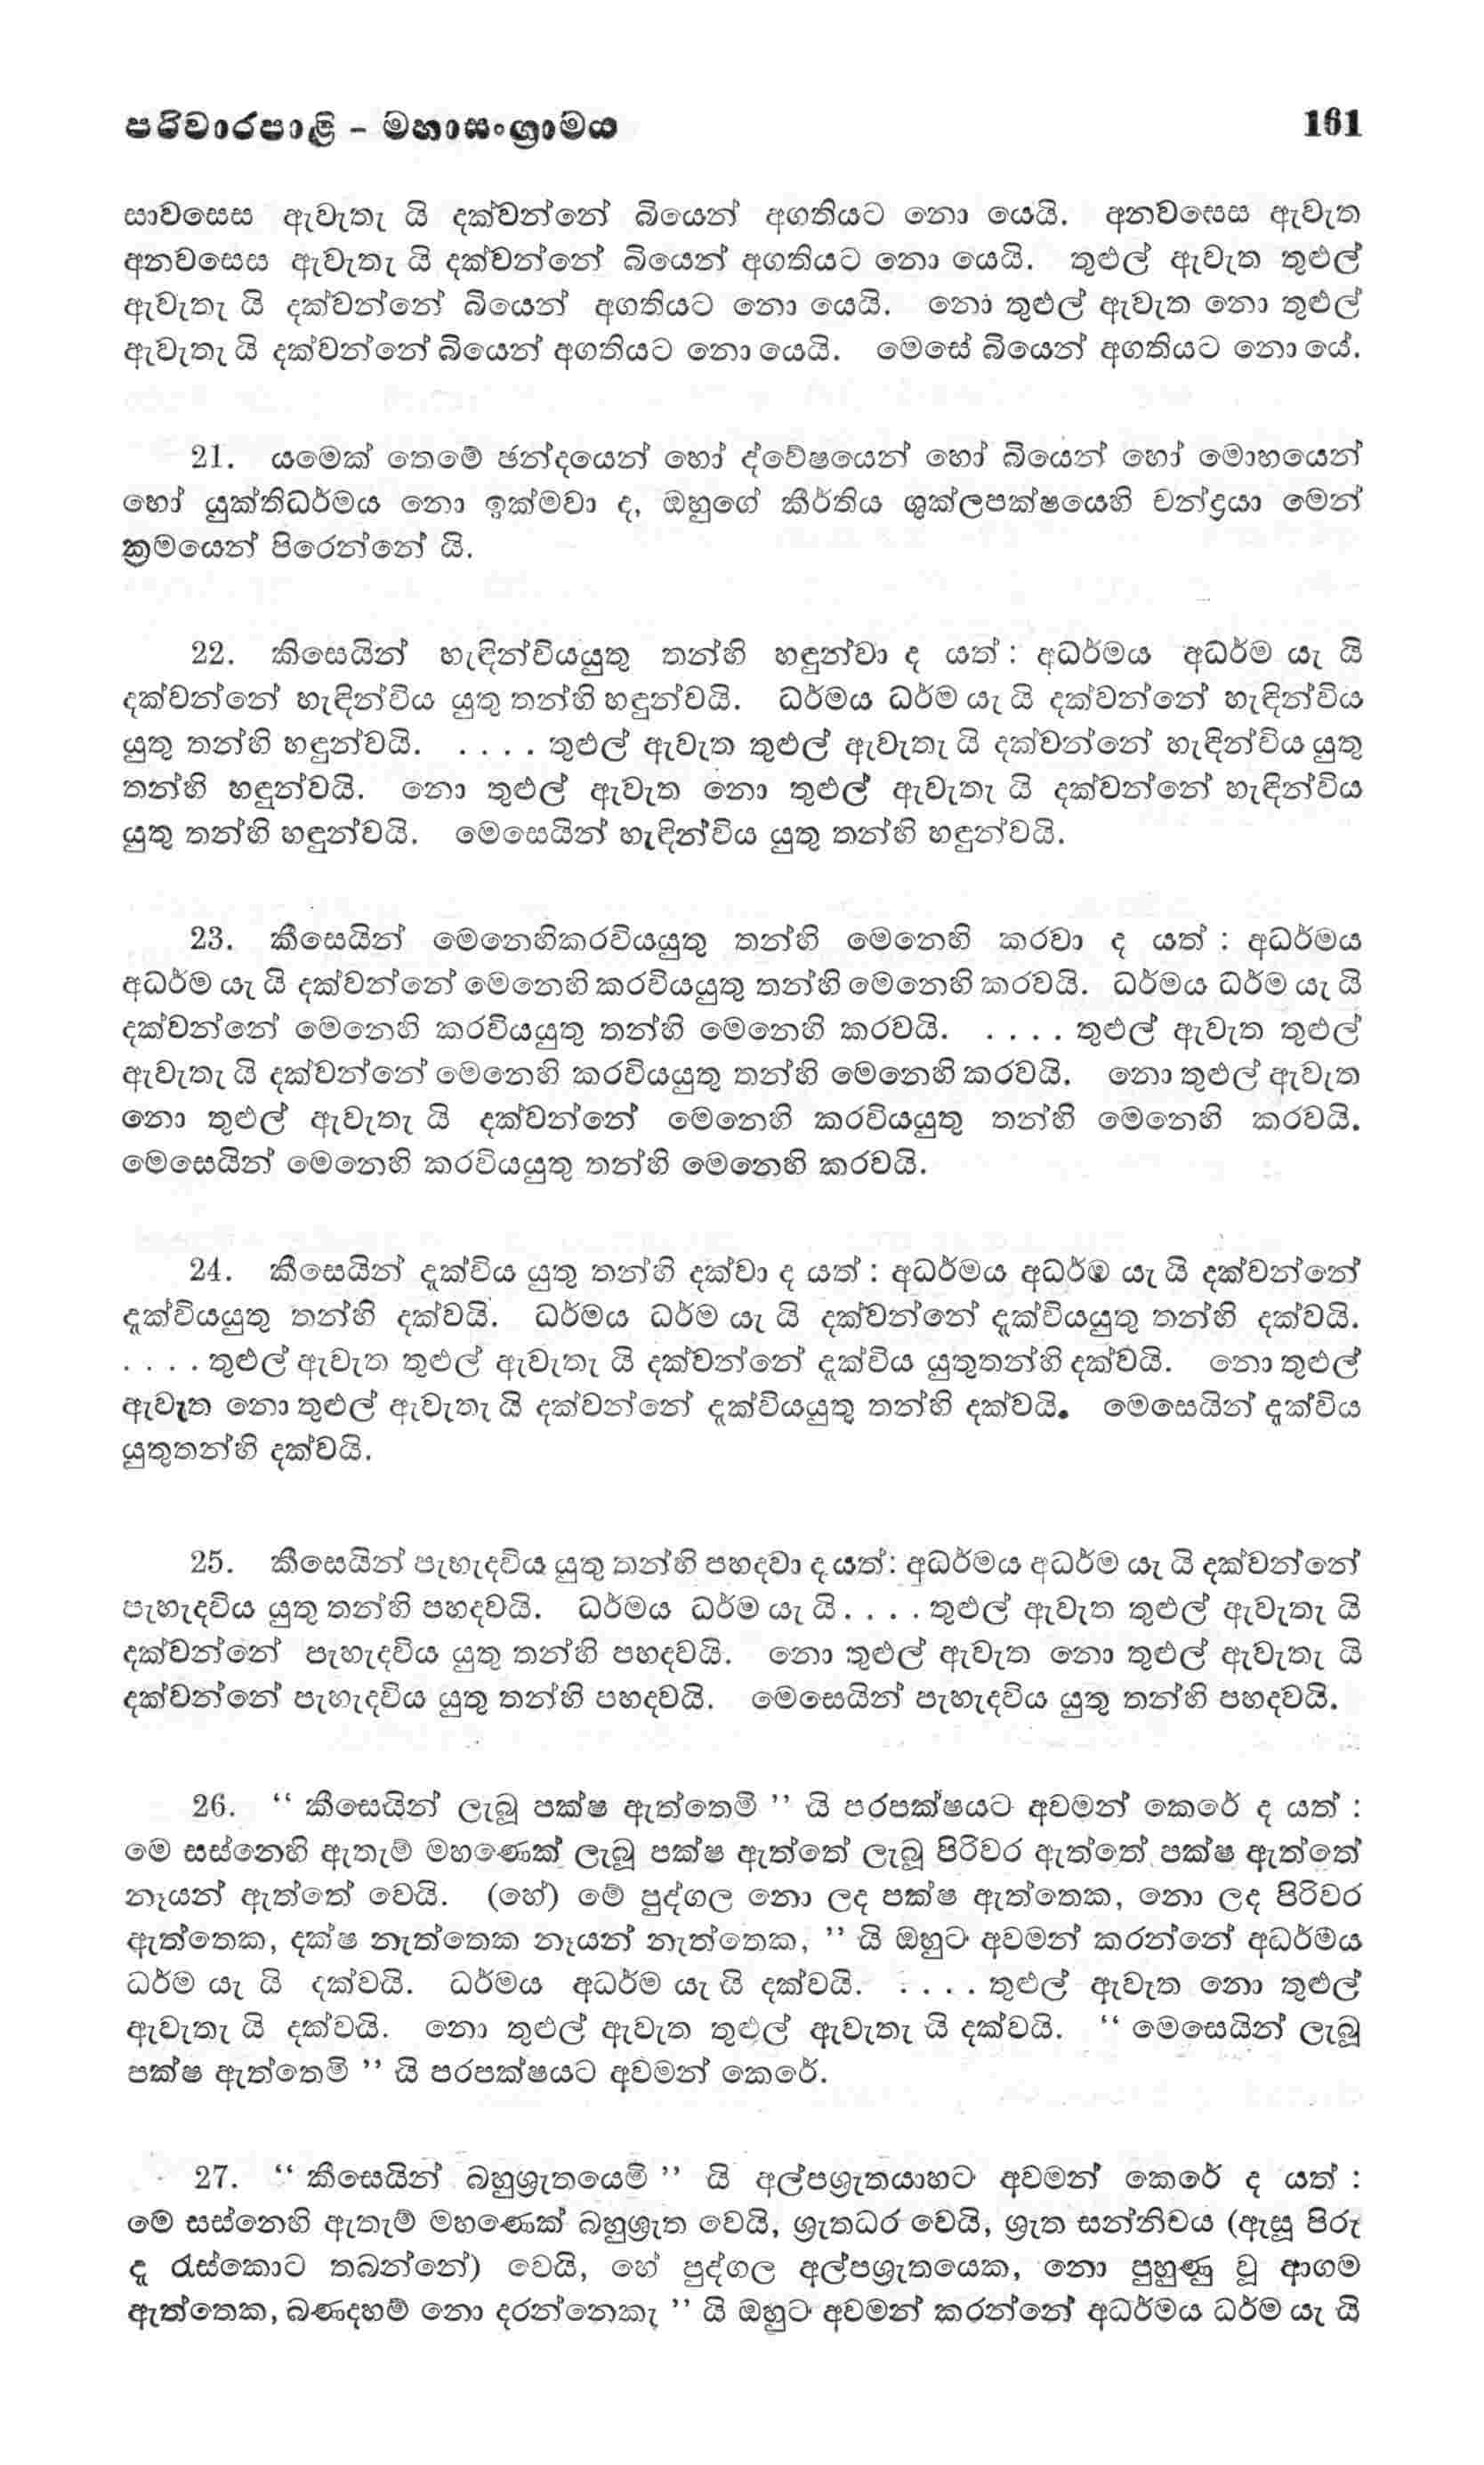 පරිවාරපාළි - මහාසංග්‍රාමය 161
සාවසෙස ඇවැතැ යි දක්වන්නේ බියෙන් අගතියට නො යෙයි. අනවසෙස ඇවැත
අනවසෙස ඇවැතැ යි දක්වන්නේ බියෙන් අගතියට නො යෙයි. තුළුල් ඇවැත තුළුල්
ඇවැතැ යි දක්වන්නේ බියෙන් අගතියට නො යෙයි. නො තුළුල් ඇවැත නො තුළුල්
ඇවැතැ යි දක්වන්නේ බියෙන් අගතියට නො යෙයි. මෙසේ බියෙන් අගතියට නො යේ.
21. යමෙක් තෙමේ ඡන්දයෙන් හෝ ද්වේෂයෙන් හෝ බියෙන් හෝ මොහයෙන්
හෝ යුක්තිධර්මය නො ඉක්මවා ද, ඔහුගේ කීර්තිය ශුක්ලපක්ෂයෙහි චන්ද්‍රයා මෙන්
ක්‍රමයෙන් පිරෙන්නේ යි.
22. කිසෙයින් හැඳින්වියයුතු තන්හි හඳුන්වා ද යත් : අධර්මය අධර්ම යැ යි
දක්වන්නේ හැඳින්විය යුතු තන්හි හඳුන්වයි. ධර්මය ධර්ම යැ යි දක්වන්නේ හැඳින්විය
යුතු තන්හි හඳුන්වයි. . . . . තුළුල් ඇවැත තුළුල් ඇවැතැ යි දක්වන්නේ හැඳින්විය යුතු
තන්හි හඳුන්වයි. නො තුළුල් ඇවැත නො තුළුල් ඇවැතැ යි දක්වන්නේ හැඳින්විය
යුතු තන්හි හඳුන්වයි. මෙසෙයින් හැඳින්විය යුතු තන්හි හඳුන්වයි.
23. කීසෙයින් මෙනෙහිකරවියයුතු තන්හි මෙනෙහි කරවා ද යත් : අධර්මය
අධර්ම යැ යි දක්වන්නේ මෙනෙහි කරවියයුතු තන්හි මෙනෙහි කරවයි. ධර්මය ධර්ම යැ යි
දක්වන්නේ මෙනෙහි කරවියයුතු තන්හි මෙනෙහි කරවයි. . . . . තුළුල් ඇවැත තුළුල්
ඇවැතැ යි දක්වන්නේ මෙනෙහි කරවියයුතු තන්හි මෙනෙහි කරවයි. නො තුළුල් ඇවැත
නො තුළුල් ඇවැතැ යි දක්වන්නේ මෙනෙහි කරවියයුතු තන්හි මෙනෙහි කරවයි.
මෙසෙයින් මෙනෙහි කරවියයුතු තන්හි මෙනෙහි කරවයි.
24. කීසෙයින් දැක්විය යුතු තන්හි දක්වා ද යත් : අධර්මය අධර්ම යැ යි දක්වන්නේ
දැක්වියයුතු තන්හි දක්වයි. ධර්මය ධර්ම යැ යි දක්වන්නේ දැක්වියයුතු තන්හි දක්වයි.
. . . . තුළුල් ඇවැත තුළුල් ඇවැතැ යි දක්වන්නේ දැක්විය යුතුතන්හි දක්වයි. නො තුළුල්
ඇවැත නො තුළුල් ඇවැතැ යි දක්වන්නේ දැක්වියයුතු තන්හි දක්වයි. මෙසෙයින් දැක්විය
යුතුතන්හි දක්වයි.
25. කීසෙයින් පැහැදවිය යුතු තන්හි පහදවා ද යත් : අධර්මය අධර්ම යැ යි දක්වන්නේ
පැහැදවිය යුතු තන්හි පහදවයි. ධර්මය ධර්ම යැ යි . . . . තුළුල් ඇවැත තුළුල් ඇවැතැ යි
දක්වන්නේ පැහැදවිය යුතු තන්හි පහදවයි. නො තුළුල් ඇවැත නො තුළුල් ඇවැතැ යි
දක්වන්නේ පැහැදවිය යුතු තන්හි පහදවයි. මෙසෙයින් පැහැදවිය යුතු තන්හි පහදවයි.
26. “ කීසෙයින් ලැබූ පක්ෂ ඇත්තෙමි ” යි පරපක්ෂයට අවමන් කෙරේ ද යත් :
මෙ සස්නෙහි ඇතැම් මහණෙක් ලැබූ පක්ෂ ඇත්තේ ලැබූ පිරිවර ඇත්තේ පක්ෂ ඇත්තේ
නෑයන් ඇත්තේ වෙයි. (හේ) මේ පුද්ගල නො ලද පක්ෂ ඇත්තෙක, නො ලද පිරිවර
ඇත්තෙක, දක්ෂ නැත්තෙක නෑයන් නැත්තෙක, ” යි ඔහුට අවමන් කරන්නේ අධර්මය
ධර්ම යැ යි දක්වයි. ධර්මය අධර්ම යැ යි දක්වයි. . . . . තුළුල් ඇවැත නො තුළුල්
ඇවැතැ යි දක්වයි. නො තුළුල් ඇවැත තුළුල් ඇවැතැ යි දක්වයි. “ මෙසෙයින් ලැබූ
පක්ෂ ඇත්තෙමි ” යි පරපක්ෂයට අවමන් කෙරේ.
27. “ කීසෙයින් බහුශ්‍රැතයෙමි ” යි අල්පශ්‍රැතයාහට අවමන් කෙරේ ද යත් :
මේ සස්නෙහි ඇතැම් මහණෙක් බහුශ්‍රැත වෙයි, ශ්‍රැතධර වෙයි, ශ්‍රැත සන්නිචය (ඇසූ පිරූ
දෑ රැස්කොට තබන්නේ) වෙයි, හේ පුද්ගල අල්පශ්‍රැතයෙක, නො පුහුණු වූ ආගම
ඇත්තෙක, බණදහම් නො දරන්නෙකැ ” යි ඔහුට අවමන් කරන්නේ අධර්මය ධර්ම යැ යි